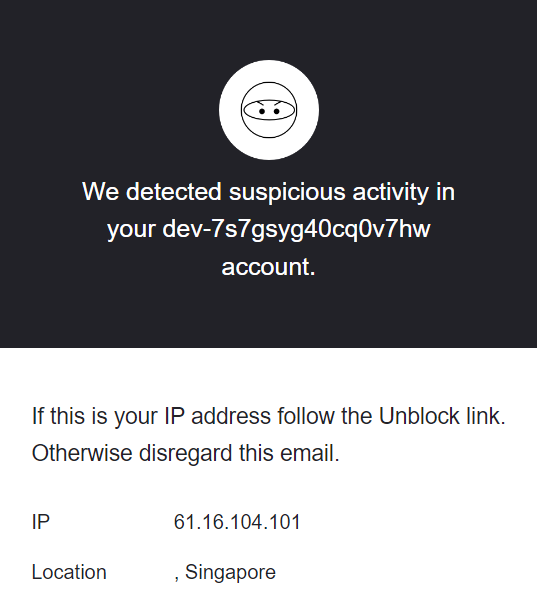 We detected suspicious activity in
your dev-7s7gsyg40cq0v7hw
account.
If this is your IP address follow the Unblock link.
Otherwise disregard this email.
IP 61.16.104.101
Location , Singapore